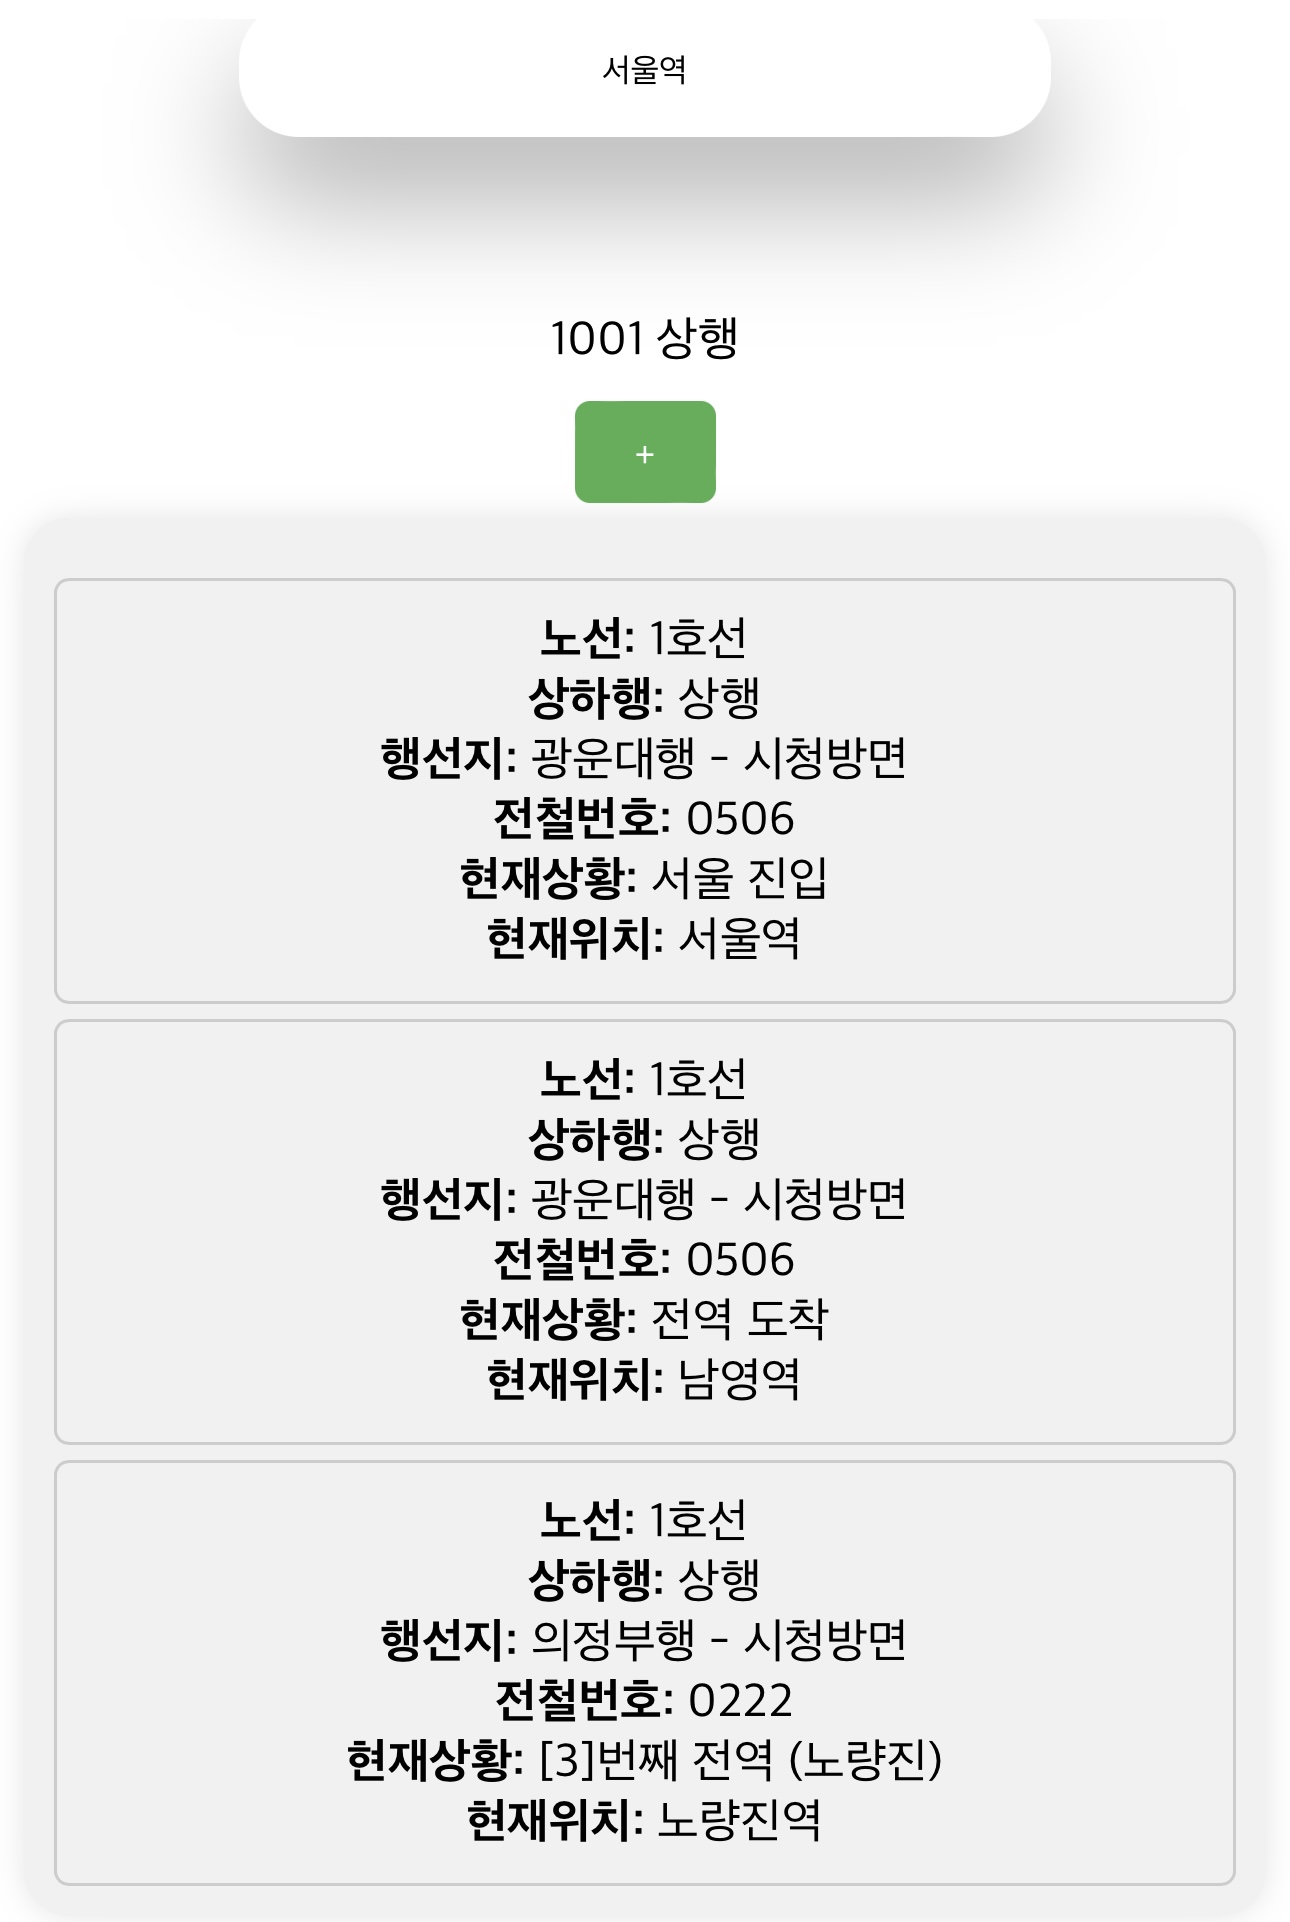 서울역
1001 상행
+
노선: 1호선
상하행: 상행
행선지: 광운대행 - 시청방면
전철번호: 0506
현재상황: 서울 진입
현재위치: 서울역
노선: 1호선
상하행: 상행
행선지: 광운대행 - 시청방면
전철번호: 0506
현재상황: 전역 도착
현재위치: 남영역
노선: 1호선
상하행: 상행
행선지: 의정부행 - 시청방면
전철번호: 0222
현재상황: [3]번째 전역 (노량진)
현재위치: 노량진역